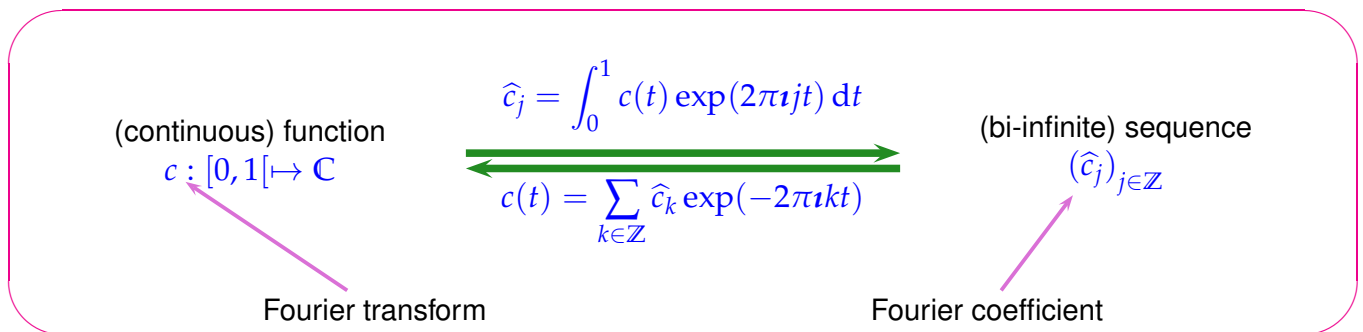 ĉ_j = ∫_0^1 c(t) exp(2πıjt) dt
(continuous) function
c : [0, 1[ ↦ ℂ
(bi-infinite) sequence
(ĉ_j)_{j∈ℤ}
c(t) = ∑_{k∈ℤ} ĉ_k exp(−2πıkt)
Fourier transform
Fourier coefficient